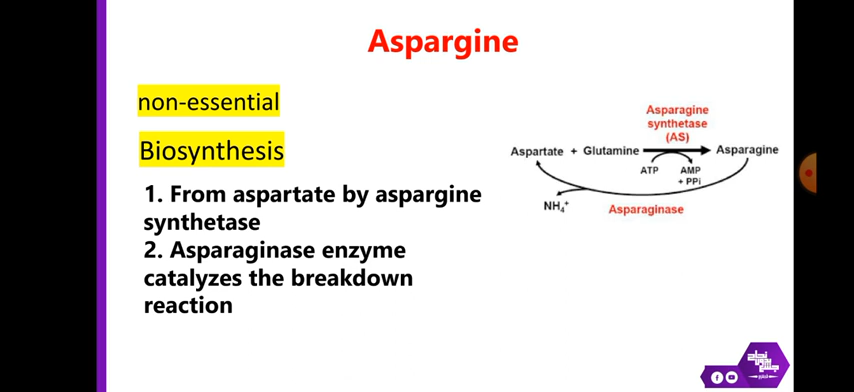 Aspargine
non-essential
Biosynthesis
1. From aspartate by aspargine
synthetase
2. Asparaginase enzyme
catalyzes the breakdown
reaction
Asparagine
synthetase
(AS)
Aspartate + Glutamine
Asparagine
ATP
AMP
+ PPi
NH₄⁺
Asparaginase